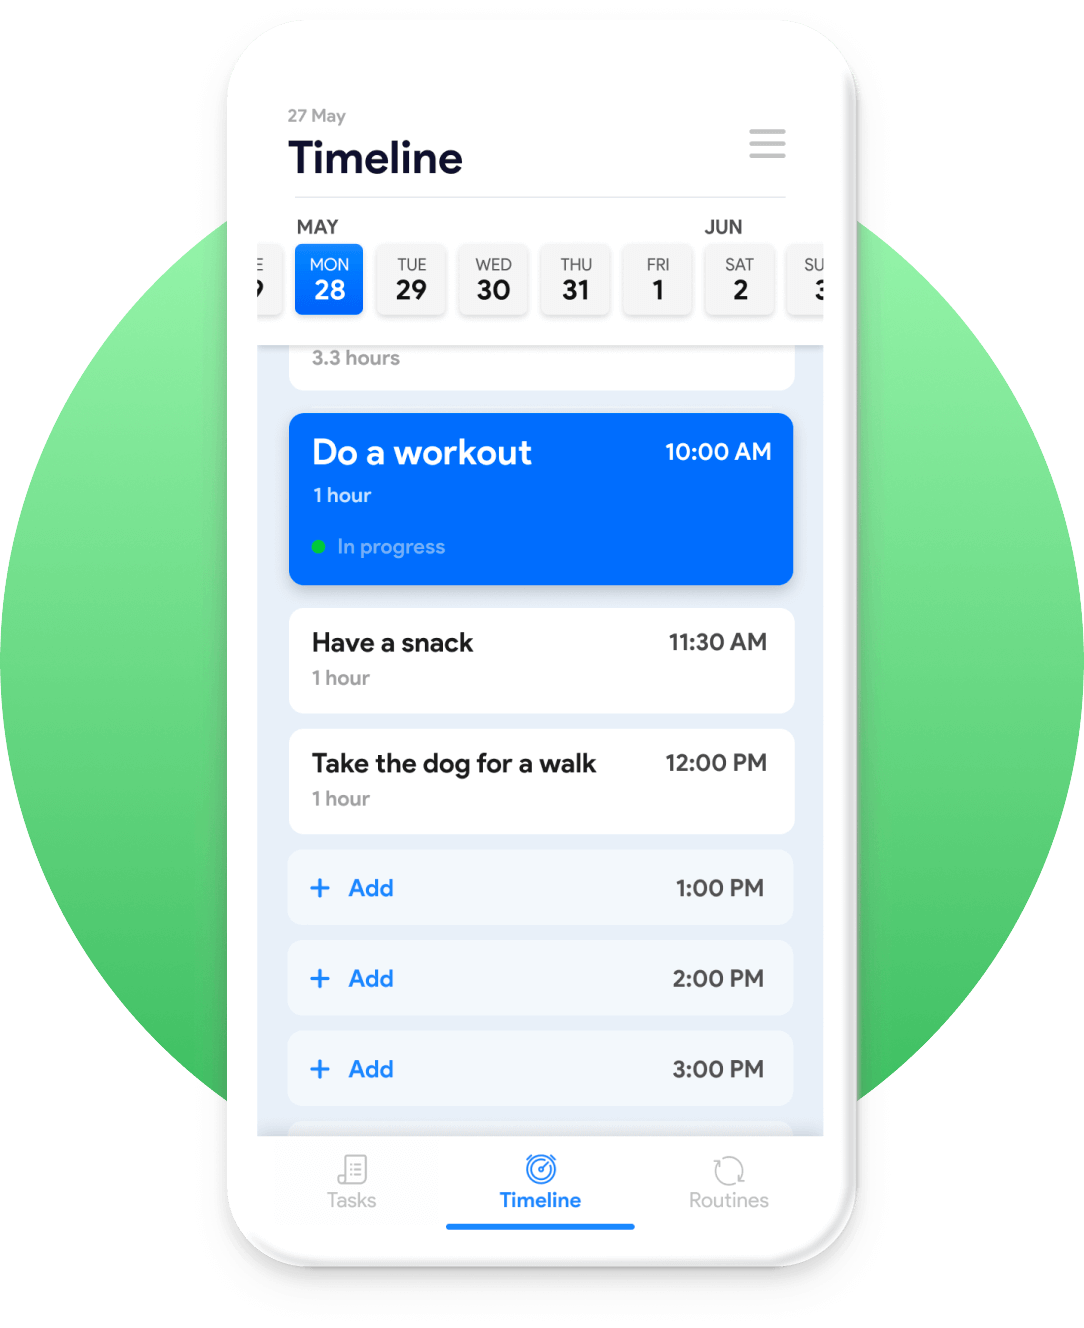 27 May
Timeline
MAY JUN
MON TUE WED THU FRI SAT SU
28 29 30 31 1 2
3.3 hours
Do a workout 10:00 AM
1 hour
In progress
Have a snack 11:30 AM
1 hour
Take the dog for a walk 12:00 PM
1 hour
+ Add 1:00 PM
+ Add 2:00 PM
+ Add 3:00 PM
Tasks Timeline Routines